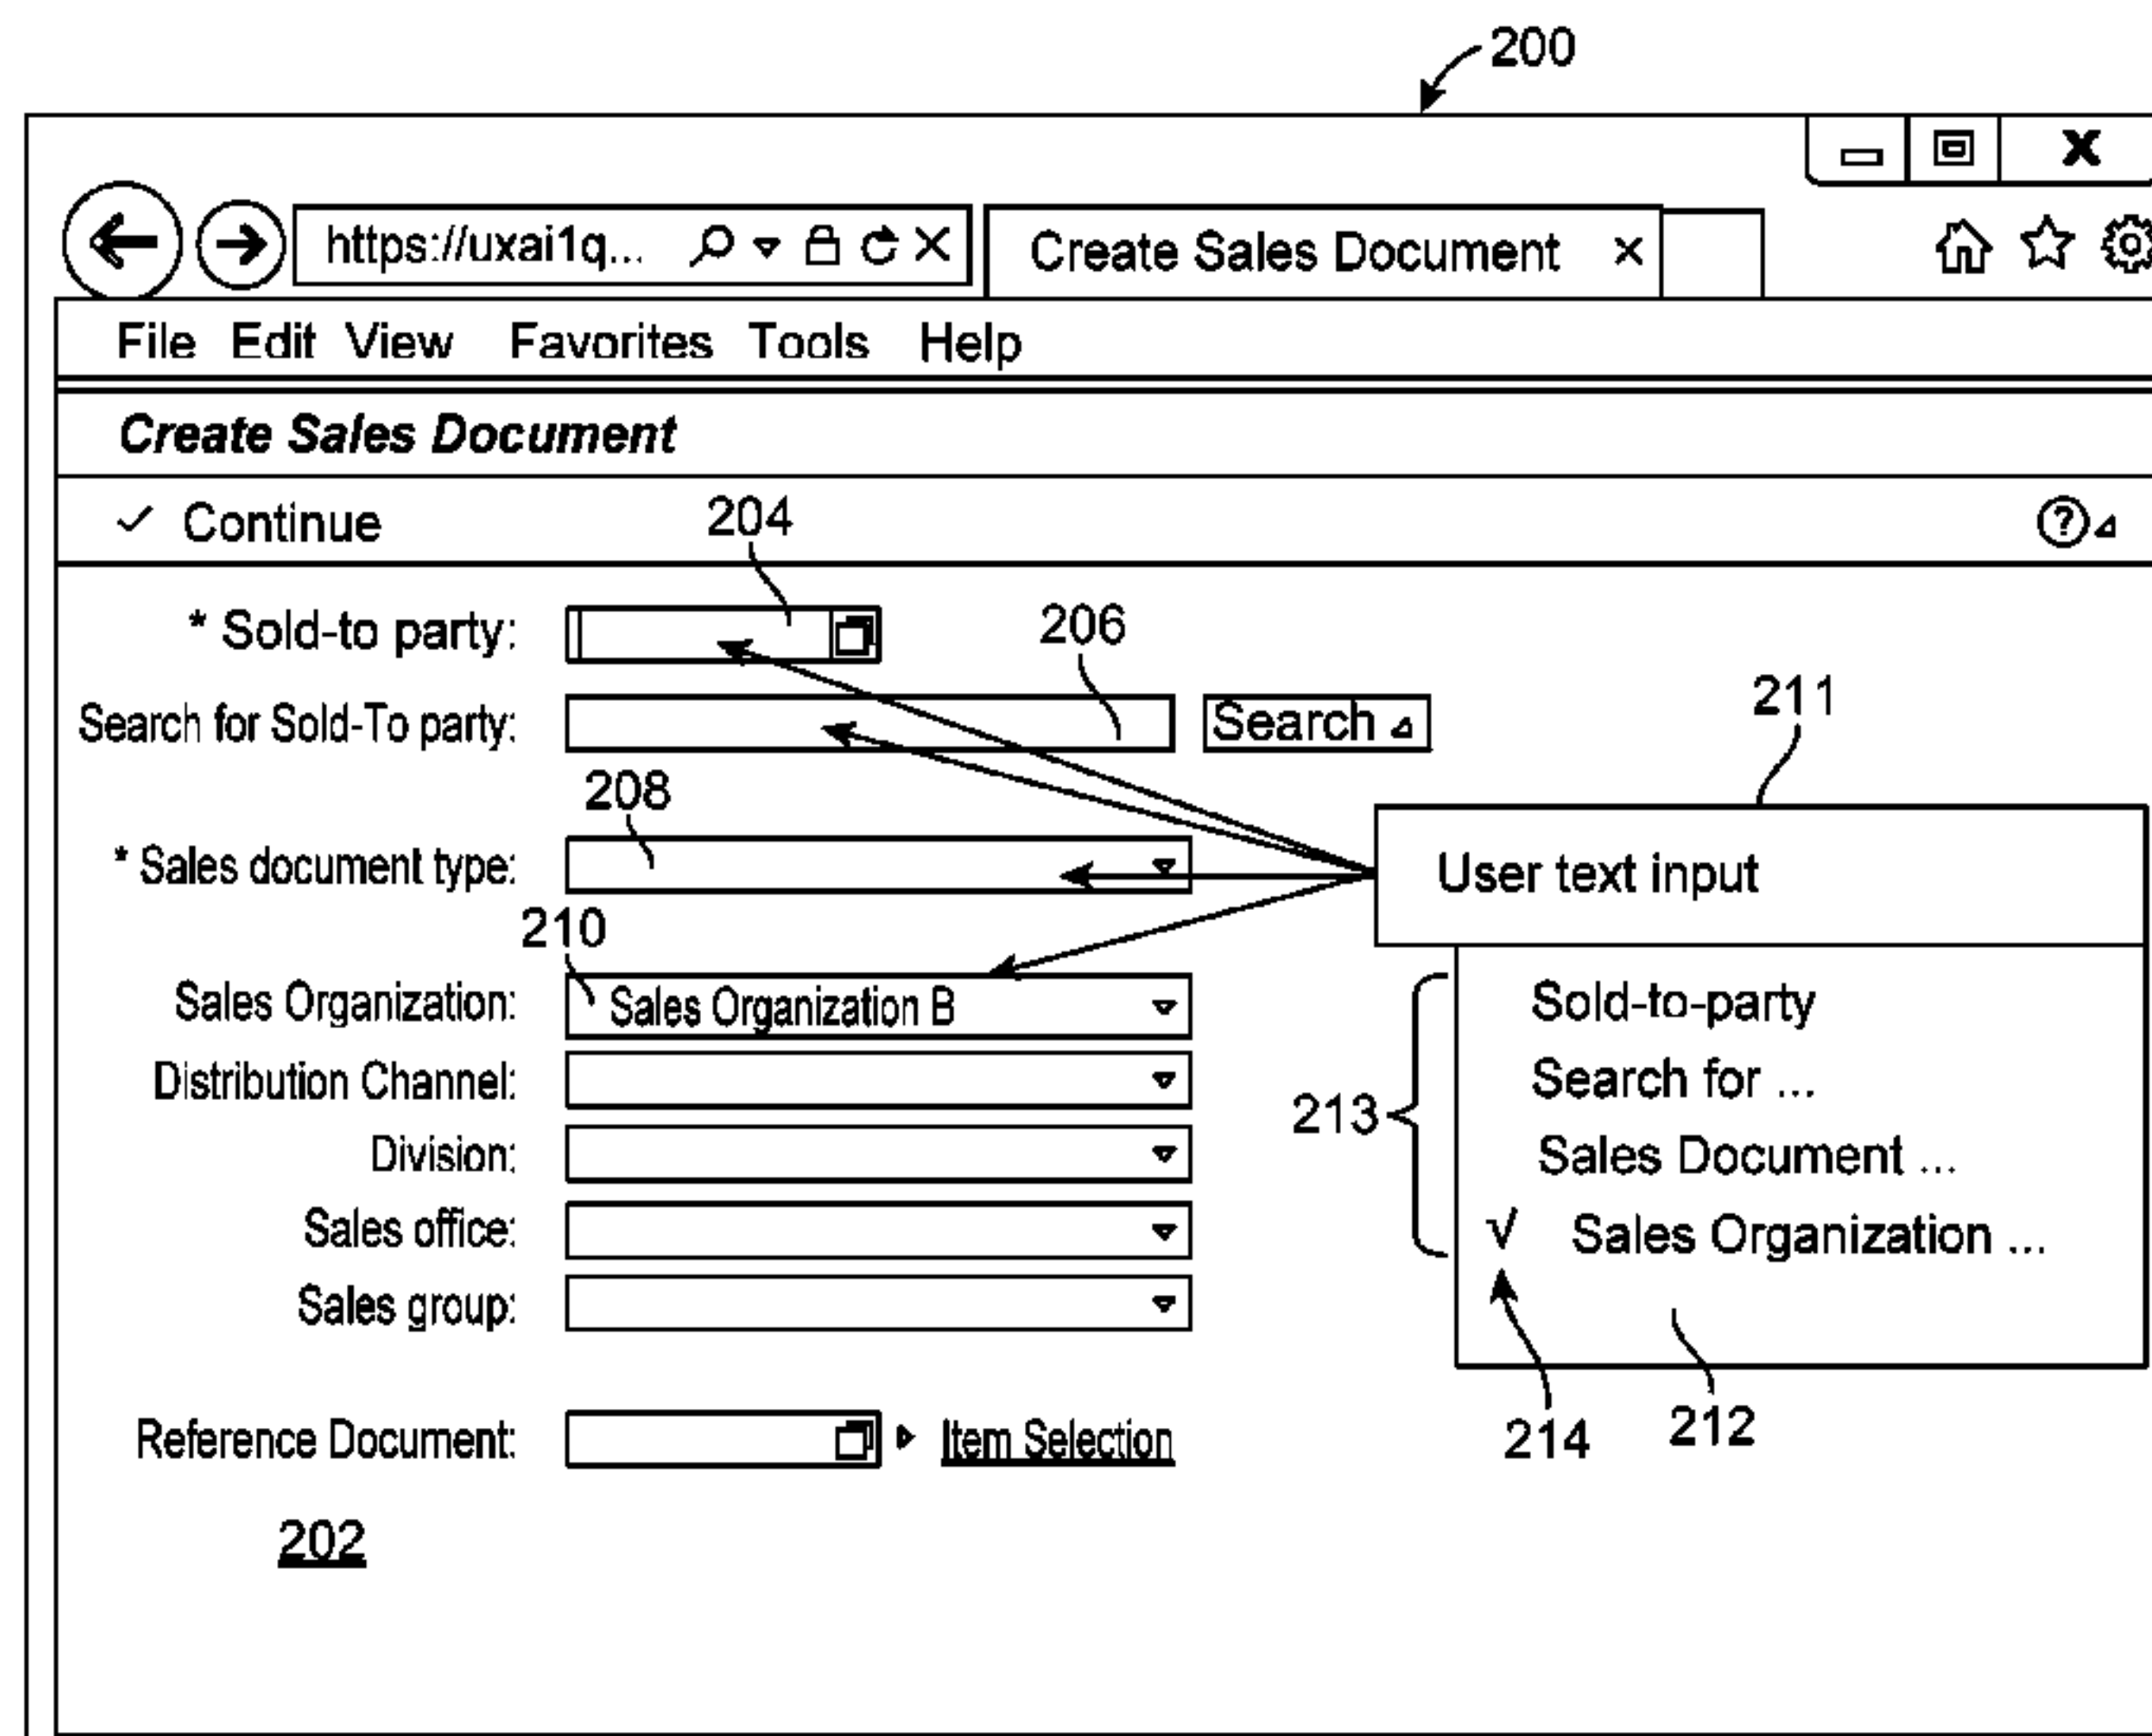 200
https://uxai1q... Create Sales Document
File Edit View Favorites Tools Help
Create Sales Document
Continue
204
* Sold-to party:
206
Search for Sold-To party: Search
211
208
* Sales document type:
User text input
210
Sales Organization: Sales Organization B
Sold-to-party
Distribution Channel:
Search for ...
213
Division:
Sales Document ...
Sales office:
Sales Organization ...
Sales group:
214
212
Reference Document: Item Selection
202